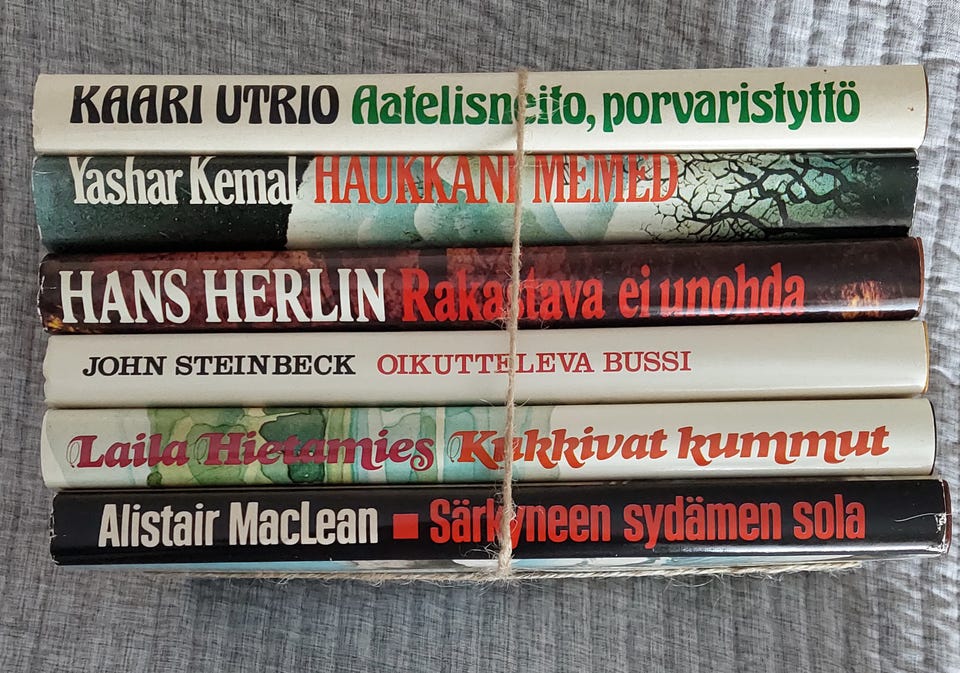 KAARI UTRIO Aatelisneito, porvaristyttö
Yashar Kemal HAUKKANI MEMED
HANS HERLIN Rakastava ei unohda
JOHN STEINBECK OIKUTTELEVA BUSSI
Laila Hietamies Kukkivat kummut
Alistair MacLean Särkyneen sydämen sola